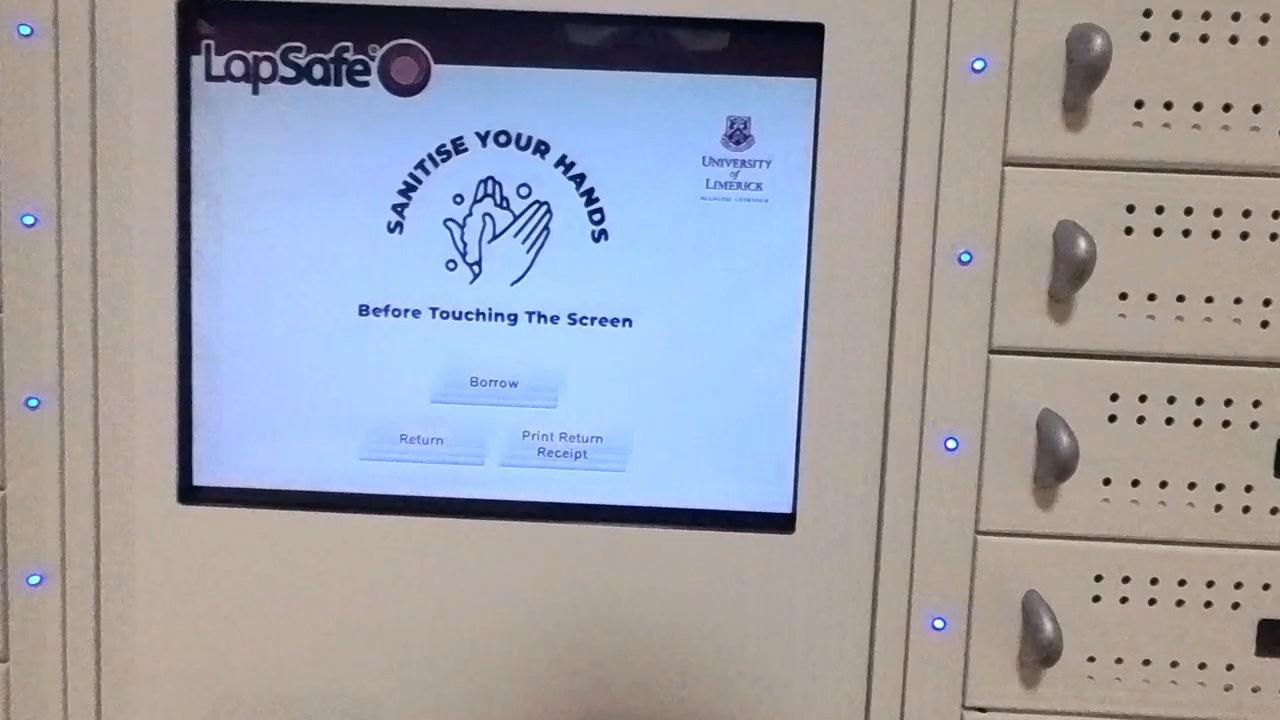 LapSafe®
SANITISE YOUR HANDS
UNIVERSITY
of
LIMERICK
Before Touching The Screen
Borrow
Return
Print Return
Receipt